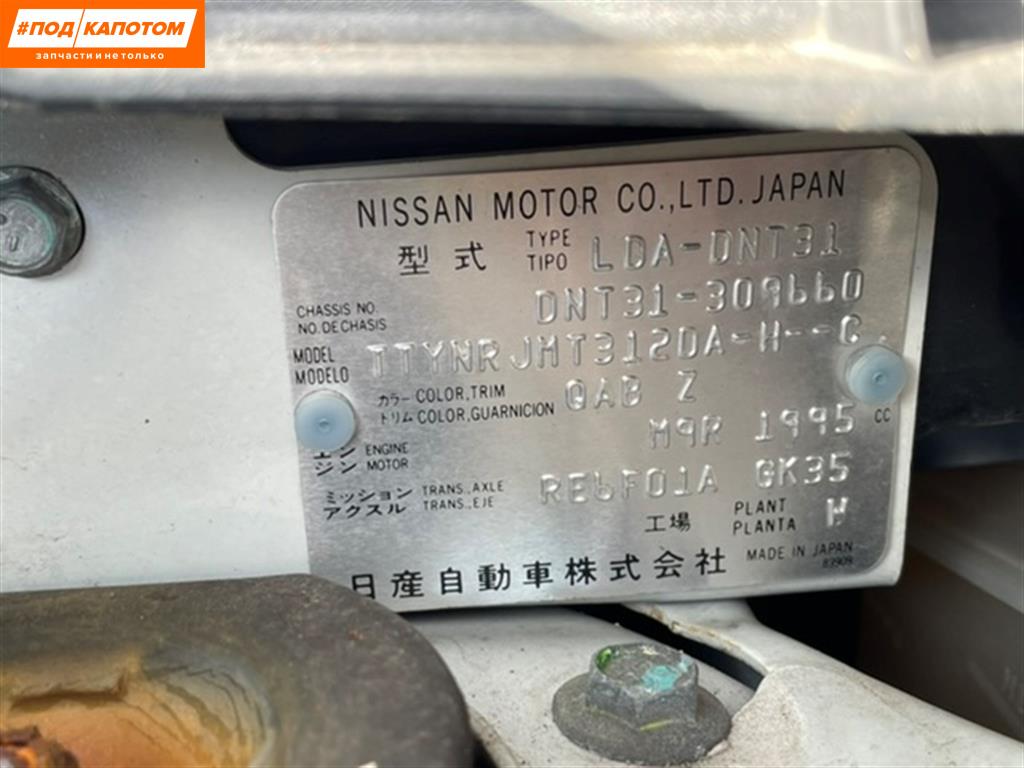 #ПОД КАПОТОМ
запчасти и не только
NISSAN MOTOR CO.,LTD. JAPAN
型式 TYPE TIPO LDA-DNT31
CHASSIS NO. NO. DE CHASIS DNT31-309660
MODEL MODELO TTYNRJMT312DA-H--C.
カラー COLOR,TRIM トリム COLOR,GUARNICION QAB Z
エンジン ENGINE MOTOR M9R 1995 CC
ミッション TRANS.,AXLE アクスル TRANS.,EJE RE6F01A GK35
工場 PLANT PLANTA H
日産自動車株式会社 MADE IN JAPAN
83909